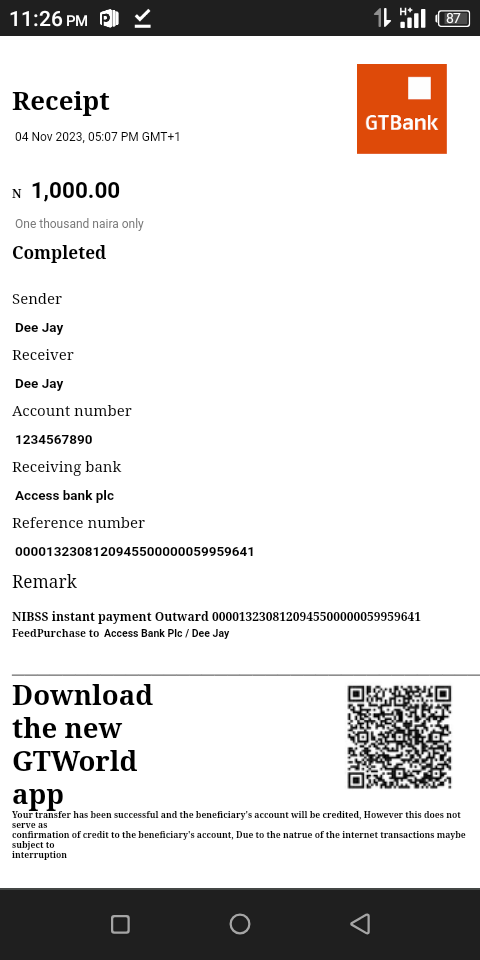 11:26 PM
H+
87
Receipt
GTBank
04 Nov 2023, 05:07 PM GMT+1
N 1,000.00
One thousand naira only
Completed
Sender
Dee Jay
Receiver
Dee Jay
Account number
1234567890
Receiving bank
Access bank plc
Reference number
0000132308120945500000059959641
Remark
NIBSS instant payment Outward 0000132308120945500000059959641
FeedPurchase to Access Bank Plc / Dee Jay
Download
the new
GTWorld
app
Your transfer has been successful and the beneficiary's account will be credited, However this does not
serve as
confirmation of credit to the beneficiary's account, Due to the natrue of the internet transactions maybe
subject to
interruption